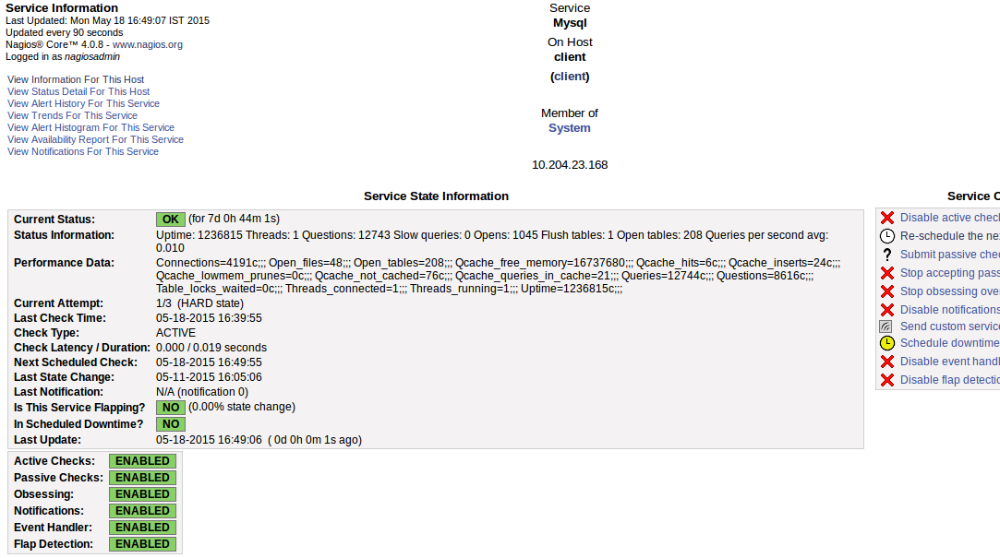 Service Information
Last Updated: Mon May 18 16:49:07 IST 2015
Updated every 90 seconds
Nagios® Core™ 4.0.8 - www.nagios.org
Logged in as nagiosadmin
View Information For This Host
View Status Detail For This Host
View Alert History For This Service
View Trends For This Service
View Alert Histogram For This Service
View Availability Report For This Service
View Notifications For This Service
Service
Mysql
On Host
client
(client)
Member of
System
10.204.23.168
Service State Information
Current Status: OK (for 7d 0h 44m 1s)
Status Information: Uptime: 1236815 Threads: 1 Questions: 12743 Slow queries: 0 Opens: 1045 Flush tables: 1 Open tables: 208 Queries per second avg:
0.010
Performance Data: Connections=4191c;;; Open_files=48;;; Open_tables=208;;; Qcache_free_memory=16737680;;; Qcache_hits=6c;;; Qcache_inserts=24c;;;
Qcache_lowmem_prunes=0c;;; Qcache_not_cached=76c;;; Qcache_queries_in_cache=21;;; Queries=12744c;;; Questions=8616c;;;
Table_locks_waited=0c;;; Threads_connected=1;;; Threads_running=1;;; Uptime=1236815c;;;
Current Attempt: 1/3 (HARD state)
Last Check Time: 05-18-2015 16:39:55
Check Type: ACTIVE
Check Latency / Duration: 0.000 / 0.019 seconds
Next Scheduled Check: 05-18-2015 16:49:55
Last State Change: 05-11-2015 16:05:06
Last Notification: N/A (notification 0)
Is This Service Flapping? NO (0.00% state change)
In Scheduled Downtime? NO
Last Update: 05-18-2015 16:49:06 ( 0d 0h 0m 1s ago)
Active Checks: ENABLED
Passive Checks: ENABLED
Obsessing: ENABLED
Notifications: ENABLED
Event Handler: ENABLED
Flap Detection: ENABLED
Service C
Disable active chec
Re-schedule the ne
Submit passive che
Stop accepting pass
Stop obsessing ove
Disable notifications
Send custom service
Schedule downtime
Disable event handl
Disable flap detectio